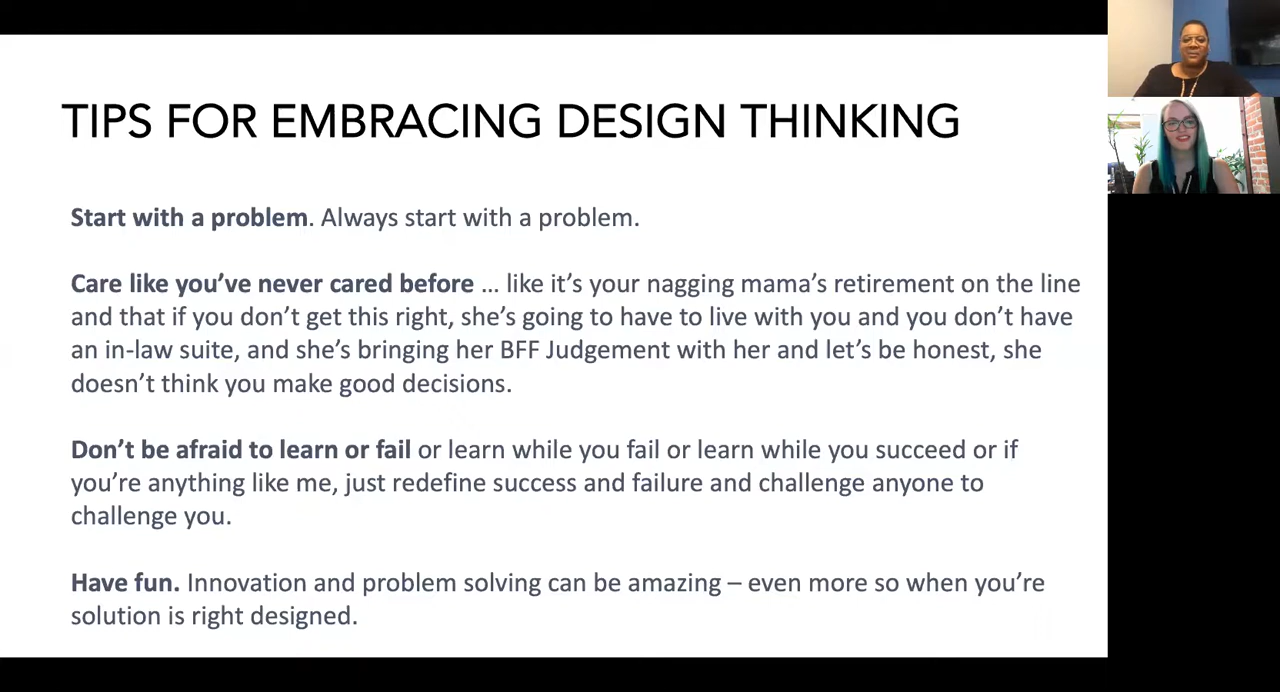 TIPS FOR EMBRACING DESIGN THINKING
Start with a problem. Always start with a problem.
Care like you’ve never cared before … like it’s your nagging mama’s retirement on the line
and that if you don’t get this right, she’s going to have to live with you and you don’t have
an in-law suite, and she’s bringing her BFF Judgement with her and let’s be honest, she
doesn’t think you make good decisions.
Don’t be afraid to learn or fail or learn while you fail or learn while you succeed or if
you’re anything like me, just redefine success and failure and challenge anyone to
challenge you.
Have fun. Innovation and problem solving can be amazing – even more so when you’re
solution is right designed.